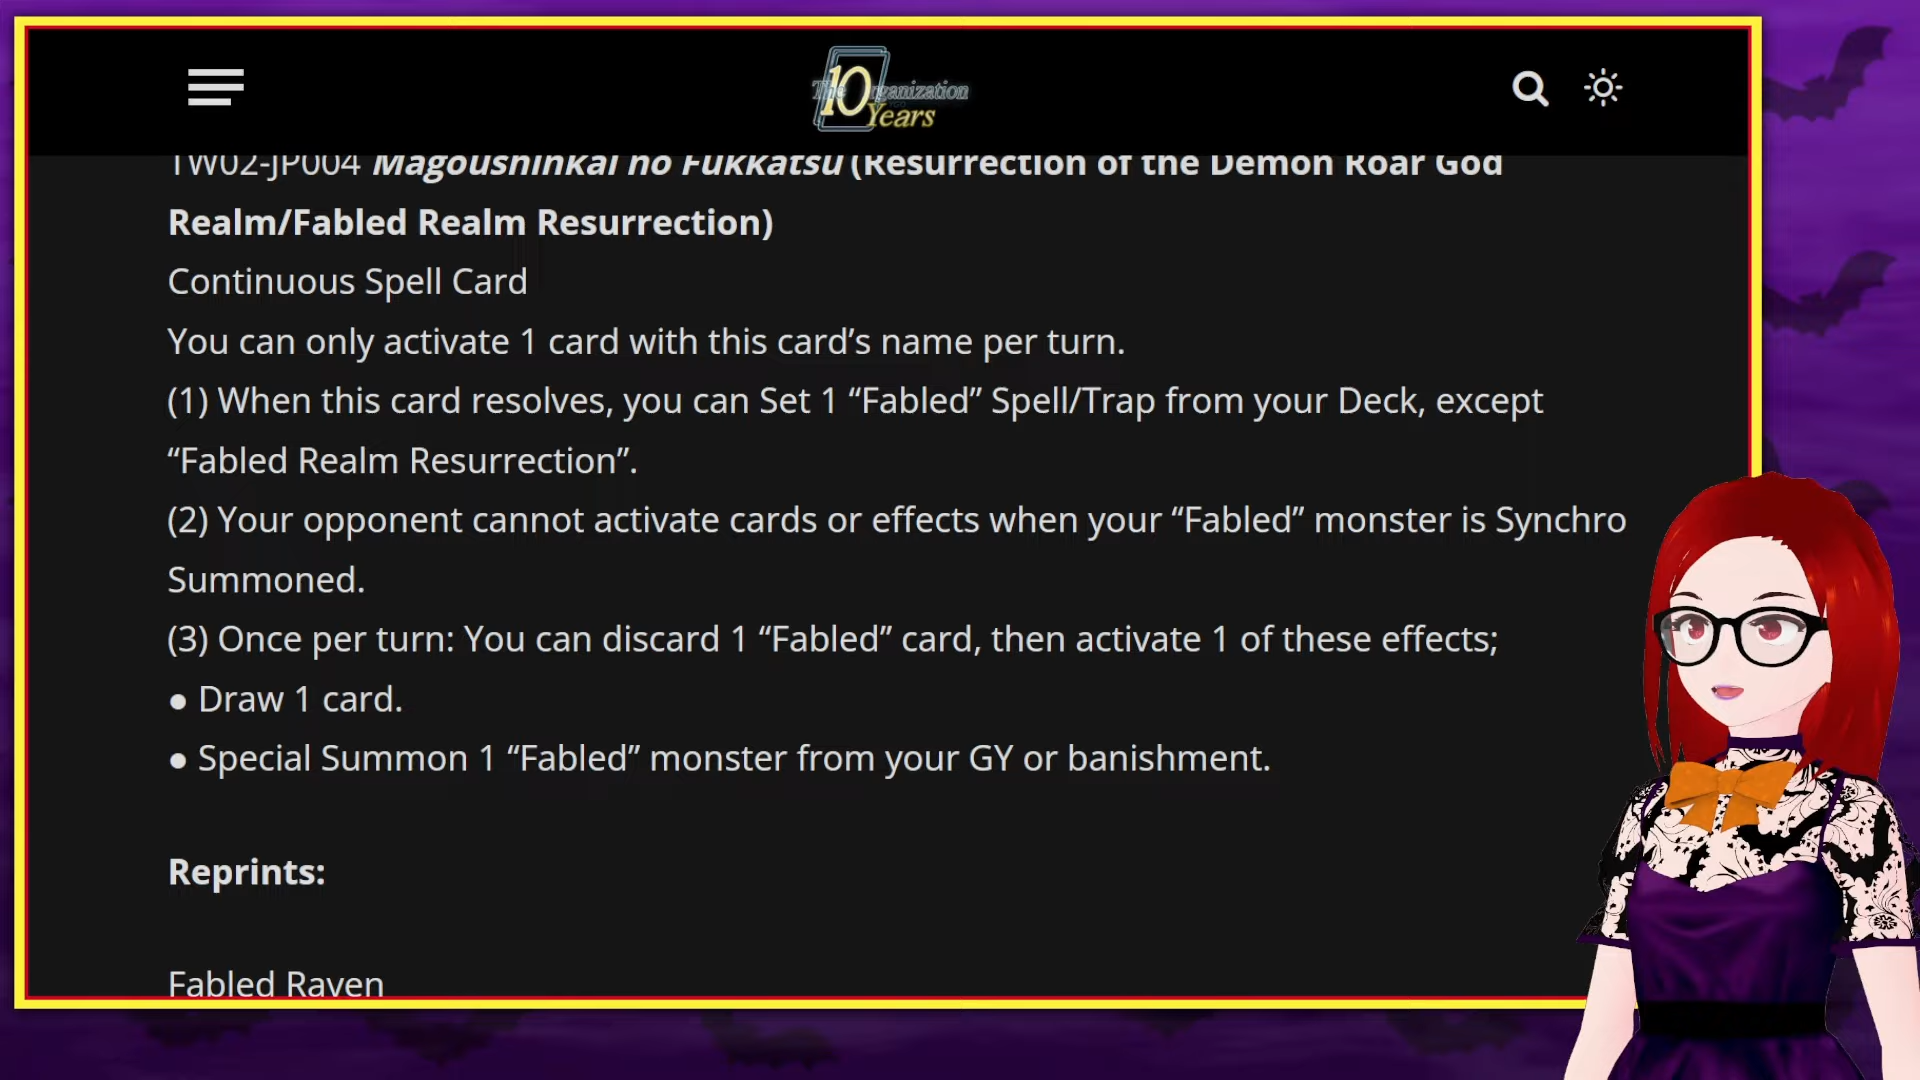 The Organization
10 Years
TW02-JP004 Magoushinkai no Fukkatsu (Resurrection of the Demon Roar God
Realm/Fabled Realm Resurrection)
Continuous Spell Card
You can only activate 1 card with this card’s name per turn.
(1) When this card resolves, you can Set 1 “Fabled” Spell/Trap from your Deck, except
“Fabled Realm Resurrection”.
(2) Your opponent cannot activate cards or effects when your “Fabled” monster is Synchro
Summoned.
(3) Once per turn: You can discard 1 “Fabled” card, then activate 1 of these effects;
● Draw 1 card.
● Special Summon 1 “Fabled” monster from your GY or banishment.
Reprints:
Fabled Raven